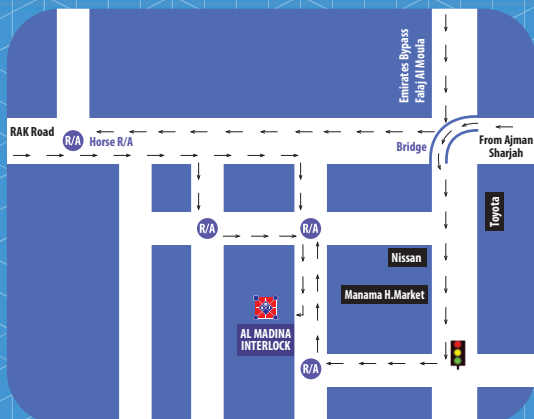 Emirates Bypass
Falaj Al Moula
RAK Road
R/A
Horse R/A
Bridge
From Ajman
Sharjah
Toyota
R/A
R/A
Nissan
Manama H.Market
AL MADINA
INTERLOCK
R/A